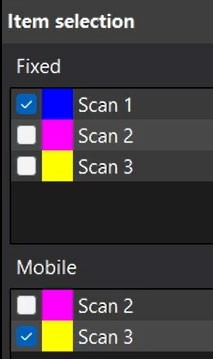 Item selection
Fixed
Scan 1
Scan 2
Scan 3
Mobile
Scan 2
Scan 3